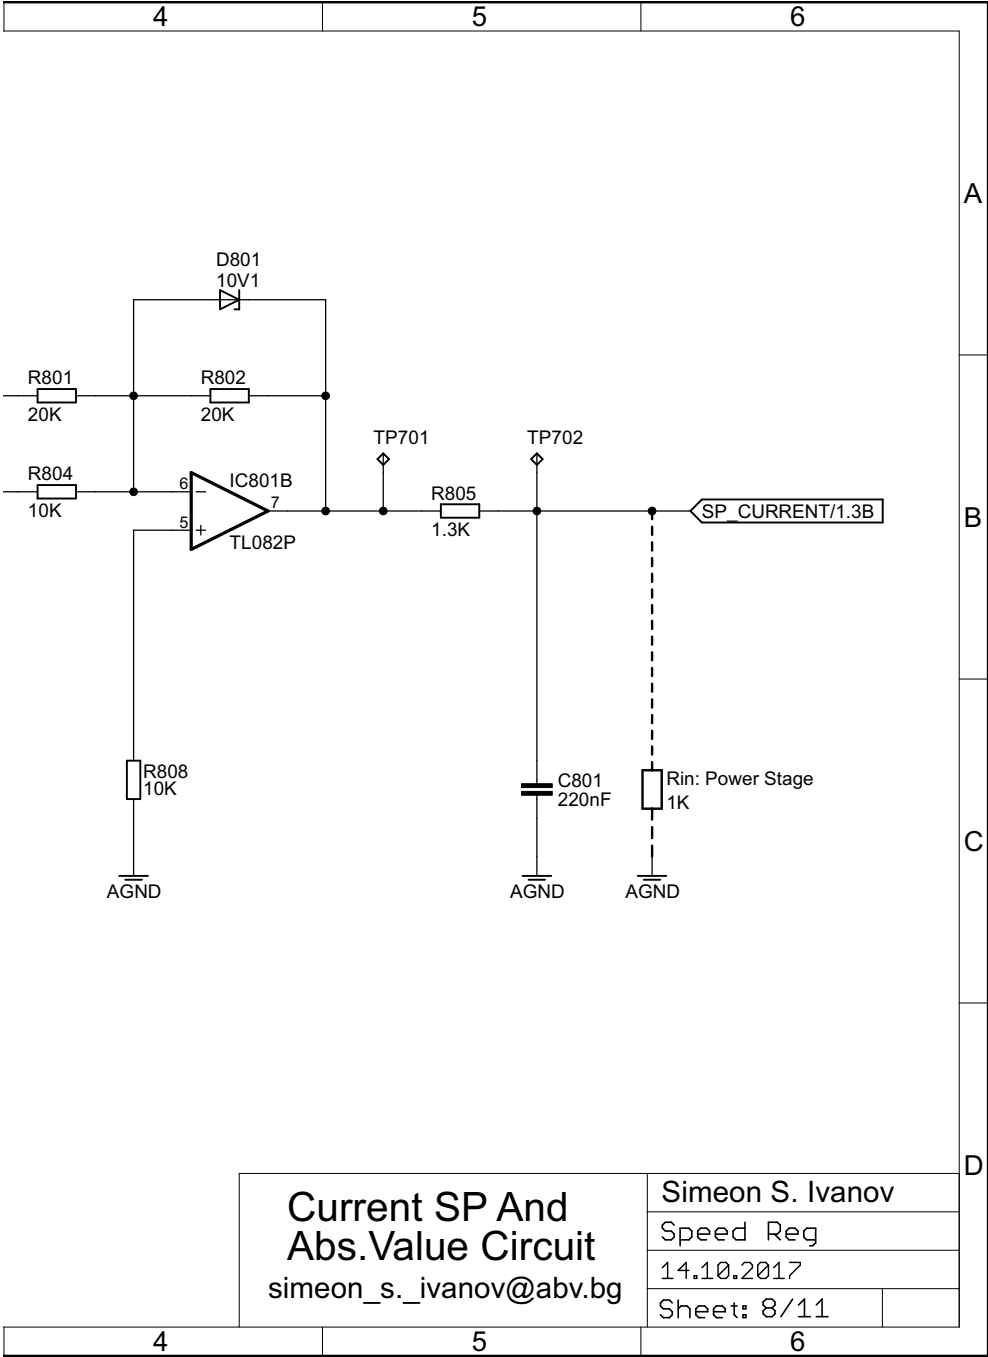 4 5 6
A
D801
10V1
R801
20K
R802
20K
TP701
TP702
R804
10K
6
–
IC801B
7
5
+
TL082P
R805
1.3K
SP_CURRENT/1.3B
B
R808
10K
C801
220nF
Rin: Power Stage
1K
C
AGND
AGND
AGND
D
Current SP And
Abs.Value Circuit
simeon_s._ivanov@abv.bg
Simeon S. Ivanov
Speed Reg
14.10.2017
Sheet: 8/11
4 5 6